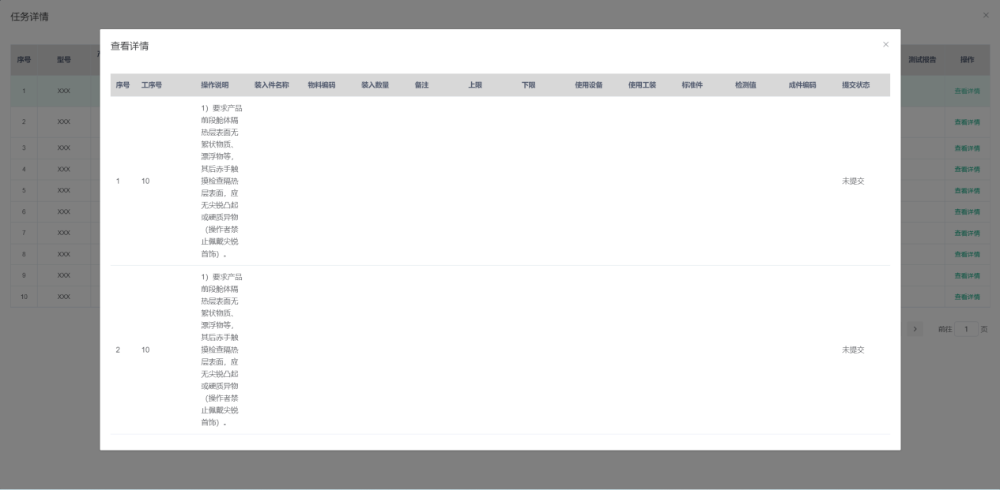 任务详情
×
查看详情
×
序号 型号
测试报告 操作
序号 工序号 操作说明 装入件名称 物料编码 装入数量 备注 上限 下限 使用设备 使用工装 标准件 检测值 成件编码 提交状态
1 XXX
查看详情
2 XXX
查看详情
3 XXX
查看详情
4 XXX
查看详情
5 XXX
查看详情
6 XXX
查看详情
7 XXX
查看详情
8 XXX
查看详情
9 XXX
查看详情
10 XXX
查看详情
1 10
1）要求产品
前段舱体隔
热层表面无
絮状物质、
漂浮物等，
其后赤手触
摸检查隔热
层表面，应
无尖锐凸起
或硬质异物
（操作者禁
止佩戴尖锐
首饰）。
未提交
2 10
1）要求产品
前段舱体隔
热层表面无
絮状物质、
漂浮物等，
其后赤手触
摸检查隔热
层表面，应
无尖锐凸起
或硬质异物
（操作者禁
止佩戴尖锐
首饰）。
未提交
> 前往 1 页